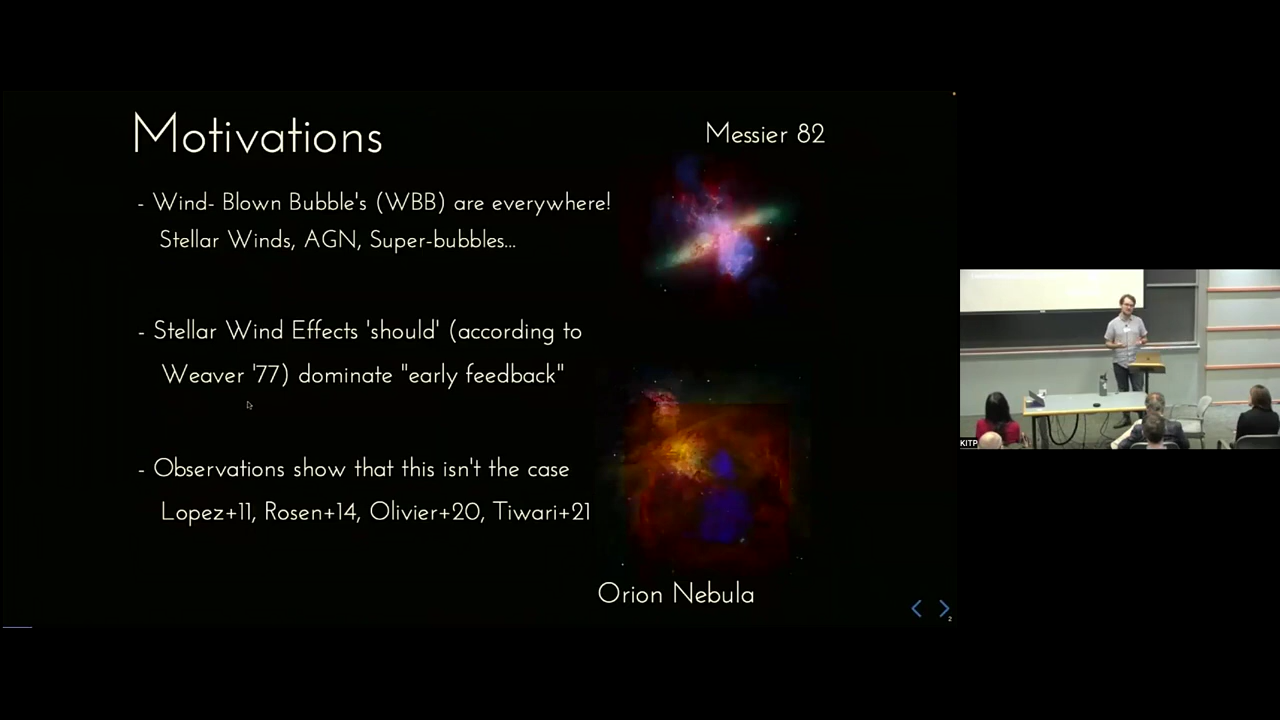 Motivations
- Wind- Blown Bubble's (WBB) are everywhere!
Stellar Winds, AGN, Super-bubbles...
- Stellar Wind Effects 'should' (according to
Weaver '77) dominate "early feedback"
- Observations show that this isn't the case
Lopez+11, Rosen+14, Olivier+20, Tiwari+21
Messier 82
Orion Nebula
2
KITP